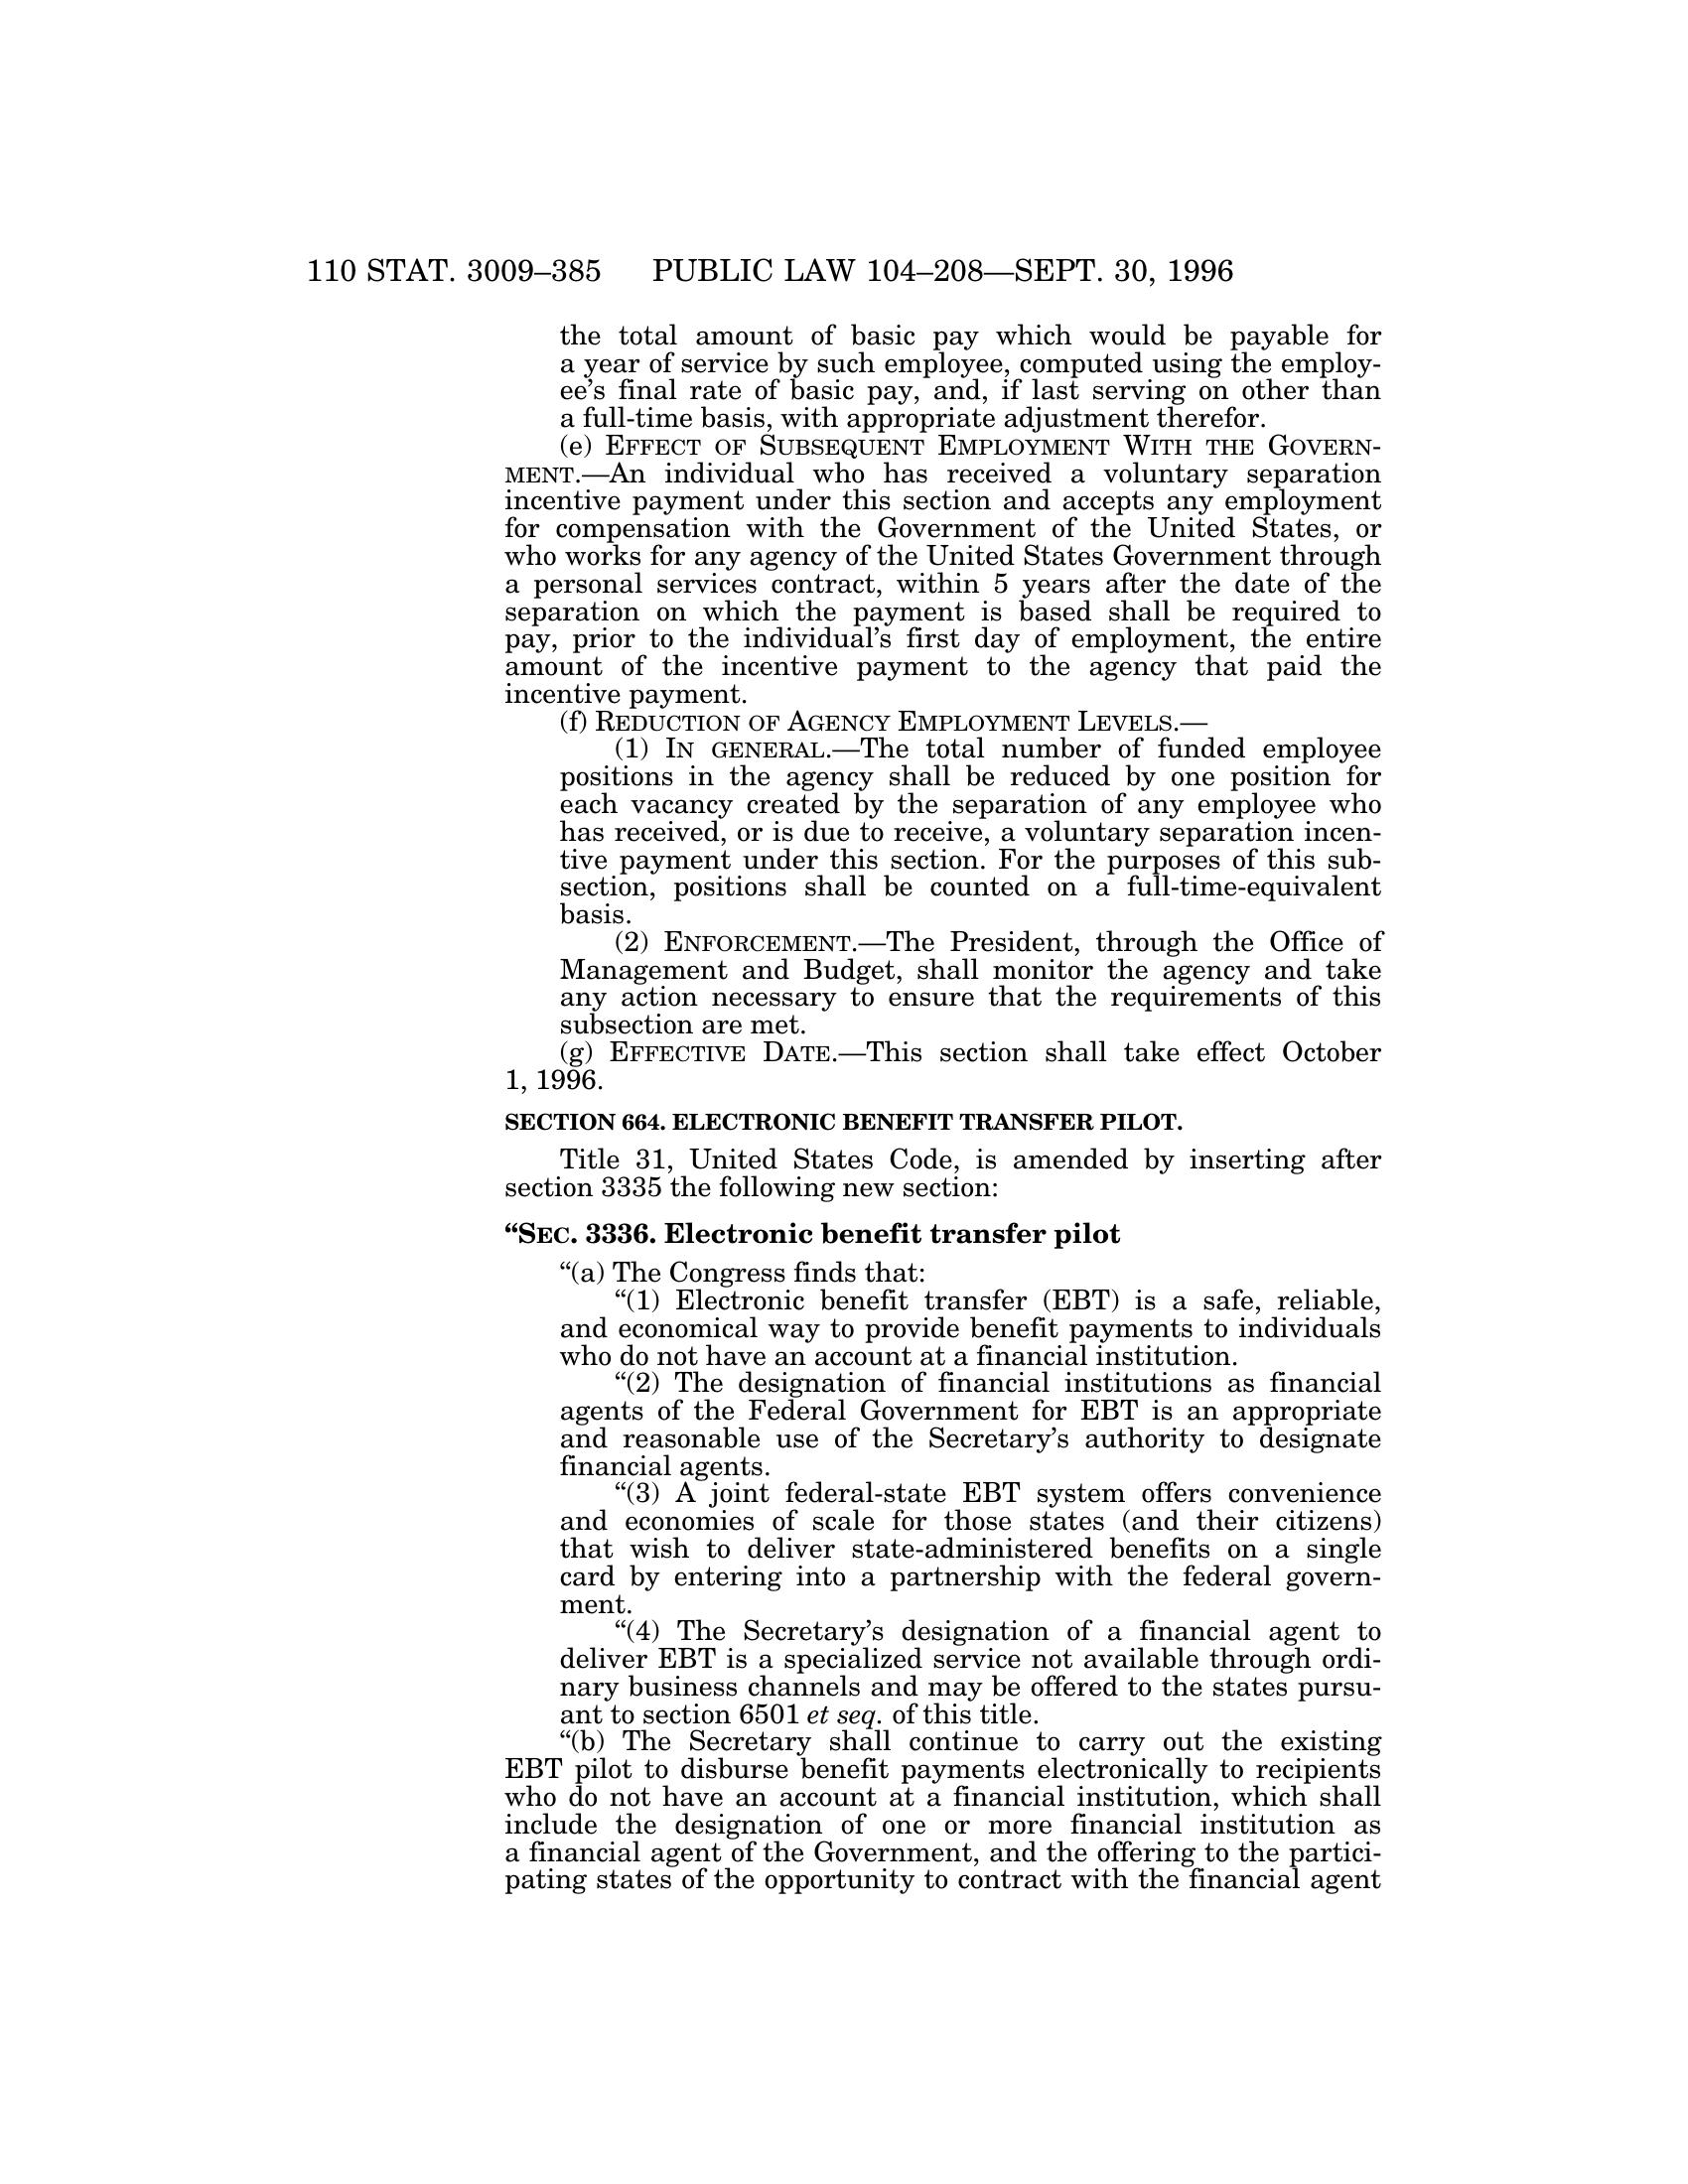 110 STAT. 3009–385 PUBLIC LAW 104–208—SEPT. 30, 1996
the total amount of basic pay which would be payable for
a year of service by such employee, computed using the employ-
ee's final rate of basic pay, and, if last serving on other than
a full-time basis, with appropriate adjustment therefor.
(e) EFFECT OF SUBSEQUENT EMPLOYMENT WITH THE GOVERN-
MENT.—An individual who has received a voluntary separation
incentive payment under this section and accepts any employment
for compensation with the Government of the United States, or
who works for any agency of the United States Government through
a personal services contract, within 5 years after the date of the
separation on which the payment is based shall be required to
pay, prior to the individual's first day of employment, the entire
amount of the incentive payment to the agency that paid the
incentive payment.
(f) REDUCTION OF AGENCY EMPLOYMENT LEVELS.—
(1) IN GENERAL.—The total number of funded employee
positions in the agency shall be reduced by one position for
each vacancy created by the separation of any employee who
has received, or is due to receive, a voluntary separation incen-
tive payment under this section. For the purposes of this sub-
section, positions shall be counted on a full-time-equivalent
basis.
(2) ENFORCEMENT.—The President, through the Office of
Management and Budget, shall monitor the agency and take
any action necessary to ensure that the requirements of this
subsection are met.
(g) EFFECTIVE DATE.—This section shall take effect October
1, 1996.
SECTION 664. ELECTRONIC BENEFIT TRANSFER PILOT.
Title 31, United States Code, is amended by inserting after
section 3335 the following new section:
“SEC. 3336. Electronic benefit transfer pilot
“(a) The Congress finds that:
“(1) Electronic benefit transfer (EBT) is a safe, reliable,
and economical way to provide benefit payments to individuals
who do not have an account at a financial institution.
“(2) The designation of financial institutions as financial
agents of the Federal Government for EBT is an appropriate
and reasonable use of the Secretary's authority to designate
financial agents.
“(3) A joint federal-state EBT system offers convenience
and economies of scale for those states (and their citizens)
that wish to deliver state-administered benefits on a single
card by entering into a partnership with the federal govern-
ment.
“(4) The Secretary's designation of a financial agent to
deliver EBT is a specialized service not available through ordi-
nary business channels and may be offered to the states pursu-
ant to section 6501 et seq. of this title.
“(b) The Secretary shall continue to carry out the existing
EBT pilot to disburse benefit payments electronically to recipients
who do not have an account at a financial institution, which shall
include the designation of one or more financial institution as
a financial agent of the Government, and the offering to the partici-
pating states of the opportunity to contract with the financial agent